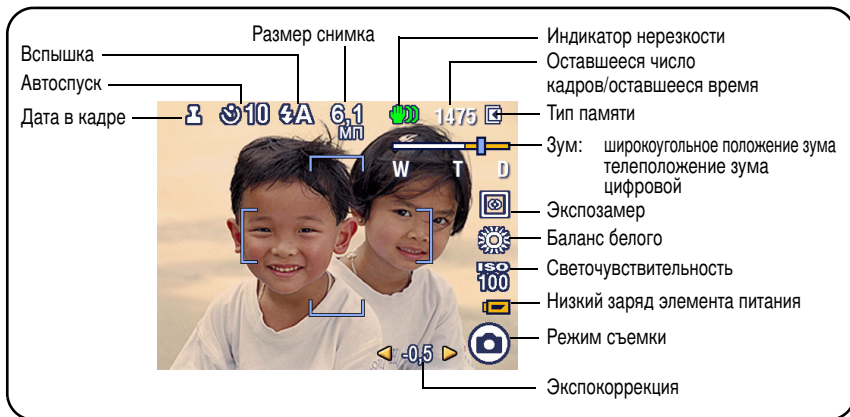 Размер снимка
Вспышка
Автоспуск
Дата в кадре
Индикатор нерезкости
Оставшееся число
кадров/оставшееся время
Тип памяти
Зум: широкоугольное положение зума
телеположение зума
цифровой
Экспозамер
Баланс белого
Светочувствительность
Низкий заряд элемента питания
Режим съемки
Экспокоррекция
10 A 6,1 1475
МП
W T D
ISO
100
-0,5